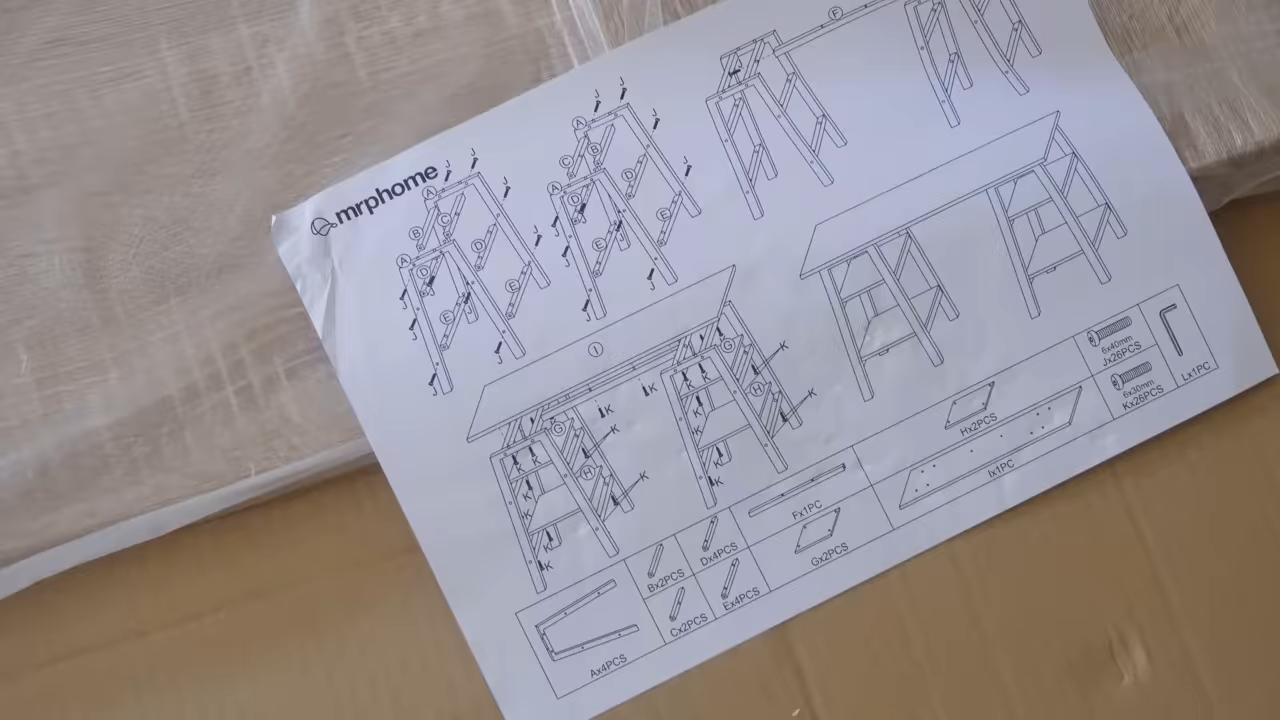 mrphome
J
J
J
A
B
C
D
E
A
J
J
J
J
J
J
J
J
A
C
B
D
E
A
J
J
J
J
F
I
G
H
K
K
K
K
G
H
K
K
K
K
K
K
K
K
K
K
K
K
K
K
Ax4PCS
Bx2PCS
Cx2PCS
Dx4PCS
Ex4PCS
Fx1PC
Gx2PCS
Hx2PCS
Ix1PC
6x40mm
Jx26PCS
6x30mm
Kx26PCS
Lx1PC